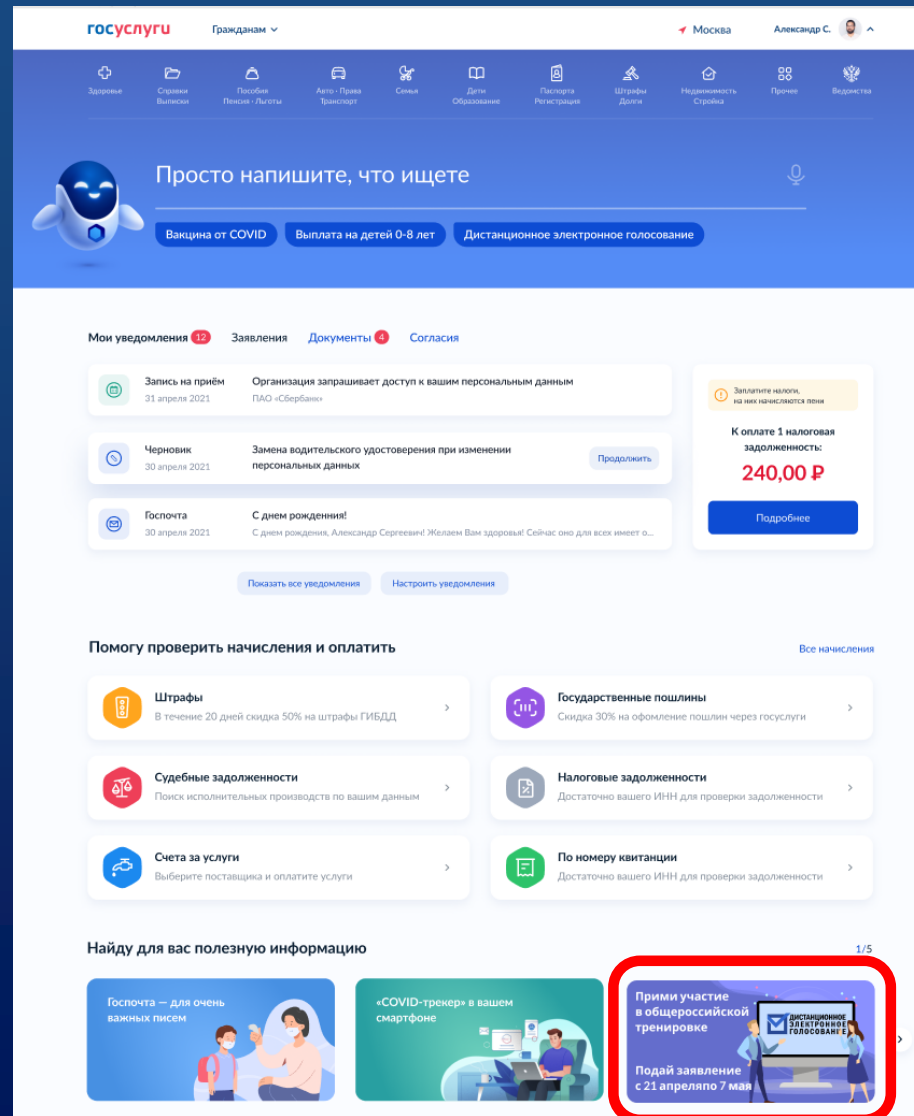 госуслуги
Гражданам
Москва
Александр С.
Здоровье
Справки
Выписки
Пособия
Пенсия · Льготы
Авто · Права
Транспорт
Семья
Дети
Образование
Паспорта
Регистрация
Штрафы
Долги
Недвижимость
Стройка
Прочее
Ведомства
Просто напишите, что ищете
Вакцина от COVID
Выплата на детей 0-8 лет
Дистанционное электронное голосование
Мои уведомления 12
Заявления
Документы 4
Согласия
Запись на приём
31 апреля 2021
Организация запрашивает доступ к вашим персональным данным
ПАО «Сбербанк»
Черновик
30 апреля 2021
Замена водительского удостоверения при изменении
персональных данных
Продолжить
Госпочта
30 апреля 2021
С днем рожденния!
С днем рождения, Александр Сергеевич! Желаем Вам здоровья! Сейчас оно для всех имеет о...
Заплатите налоги,
на них начисляются пени
К оплате 1 налоговая
задолженность:
240,00 ₽
Подробнее
Показать все уведомления
Настроить уведомления
Помогу проверить начисления и оплатить
Все начисления
Штрафы
В течение 20 дней скидка 50% на штрафы ГИБДД
Государственные пошлины
Скидка 30% на офомление пошлин через госуслуги
Судебные задолженности
Поиск исполнительных производств по вашим данным
Налоговые задолженности
Достаточно вашего ИНН для проверки задолженности
Счета за услуги
Выберите поставщика и оплатите услуги
По номеру квитанции
Достаточно вашего ИНН для проверки задолженности
Найду для вас полезную информацию
1/5
Госпочта — для очень
важных писем
«COVID-трекер» в вашем
смартфоне
Прими участие
в общероссийской
тренировке
Подай заявление
с 21 апреляпо 7 мая
ДИСТАНЦИОННОЕ
ЭЛЕКТРОННОЕ
ГОЛОСОВАНИЕ